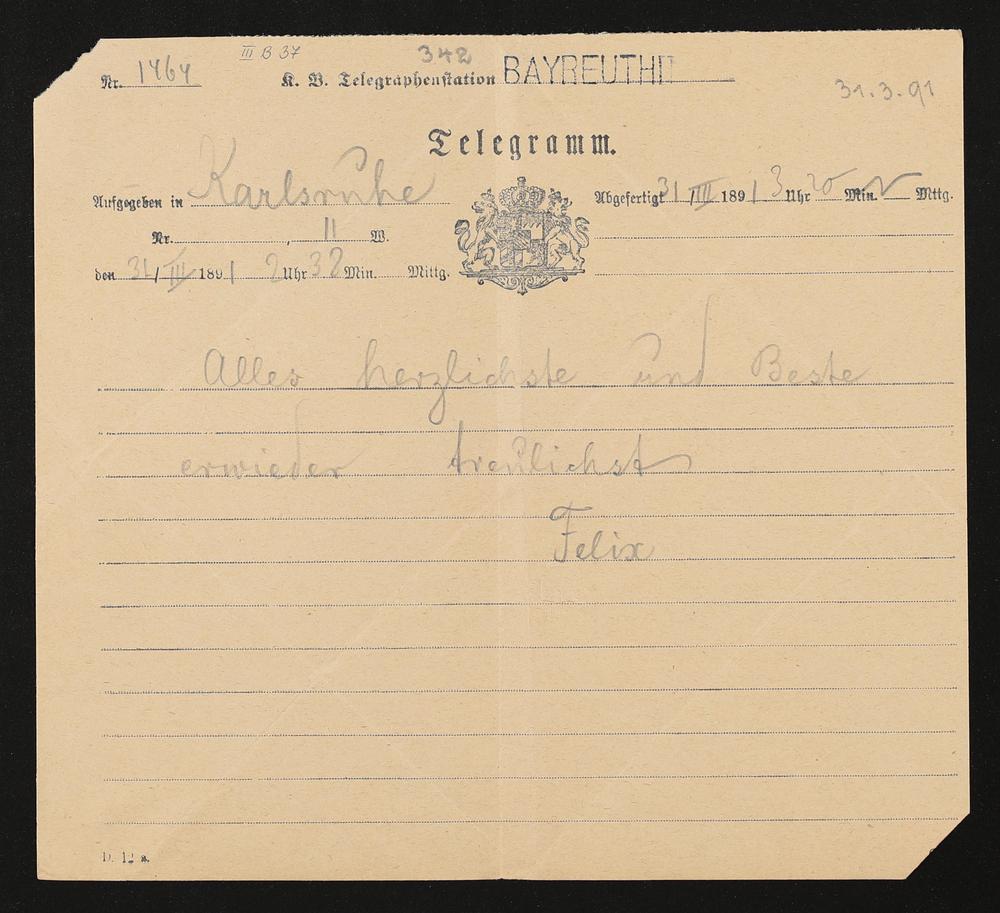 III B 37
342
Nr. 1464 K. B. Telegraphenstation BAYREUTH
31.3.91
Telegramm.
Aufgegeben in Karlsruhe
Abgefertigt 31/III 1891 3 Uhr 20 Min. N Mttg.
Nr. , 11 W.
den 31/III 1891 2 Uhr 32 Min. Mittg.
Alles herzlichste und Beste
erwieder traulichst
Felix
D. 12 a.